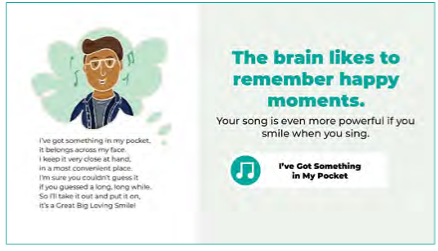 I've got something in my pocket,
It belongs across my face.
I keep it very close at hand,
in a most convenient place.
I'm sure you couldn't guess it
if you guessed a long, long while.
So I'll take it out and put it on,
it's a Great Big Loving Smile!
The brain likes to
remember happy
moments.
Your song is even more powerful if you
smile when you sing.
I've Got Something
in My Pocket